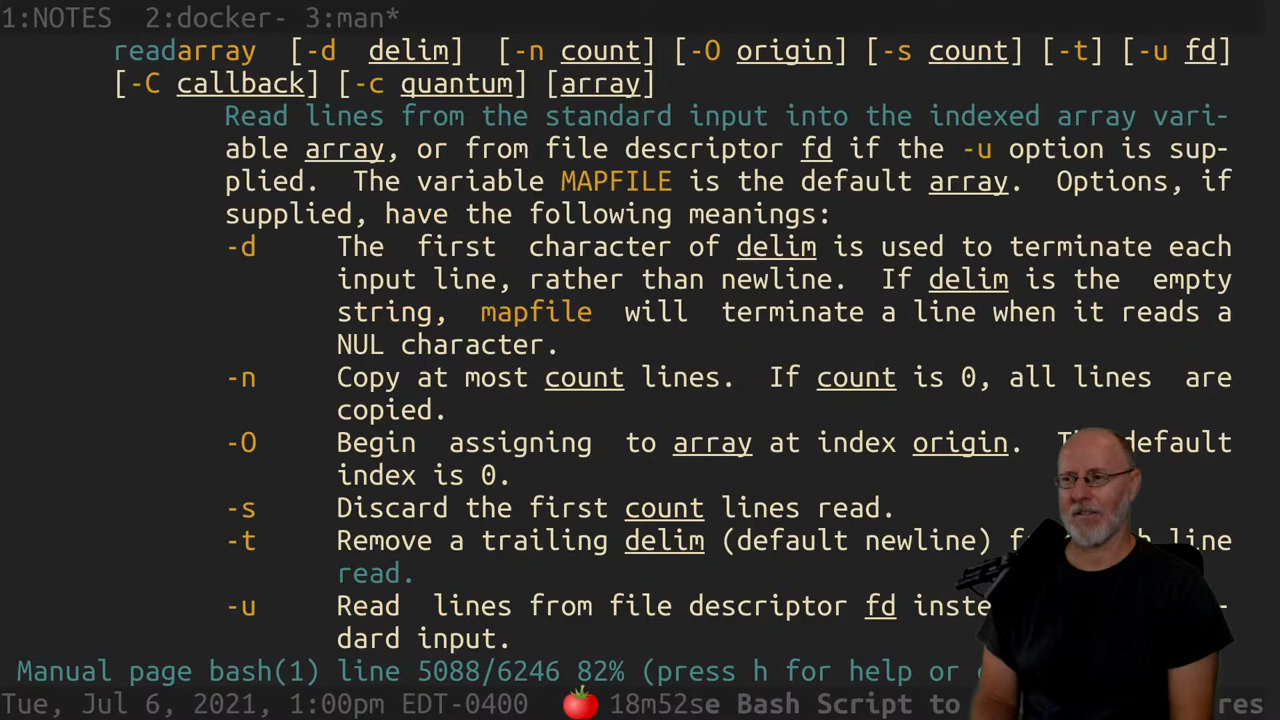 1:NOTES 2:docker- 3:man*
readarray [-d delim] [-n count] [-O origin] [-s count] [-t] [-u fd]
[-C callback] [-c quantum] [array]
Read lines from the standard input into the indexed array vari-
able array, or from file descriptor fd if the -u option is sup-
plied. The variable MAPFILE is the default array. Options, if
supplied, have the following meanings:
-d The first character of delim is used to terminate each
input line, rather than newline. If delim is the empty
string, mapfile will terminate a line when it reads a
NUL character.
-n Copy at most count lines. If count is 0, all lines are
copied.
-O Begin assigning to array at index origin. default
index is 0.
-s Discard the first count lines read.
-t Remove a trailing delim (default newline) line
read.
-u Read lines from file descriptor fd
dard input.
Manual page bash(1) line 5088/6246 82% (press h for help or
Tue, Jul 6, 2021, 1:00pm EDT-0400 18m52se Bash Script to